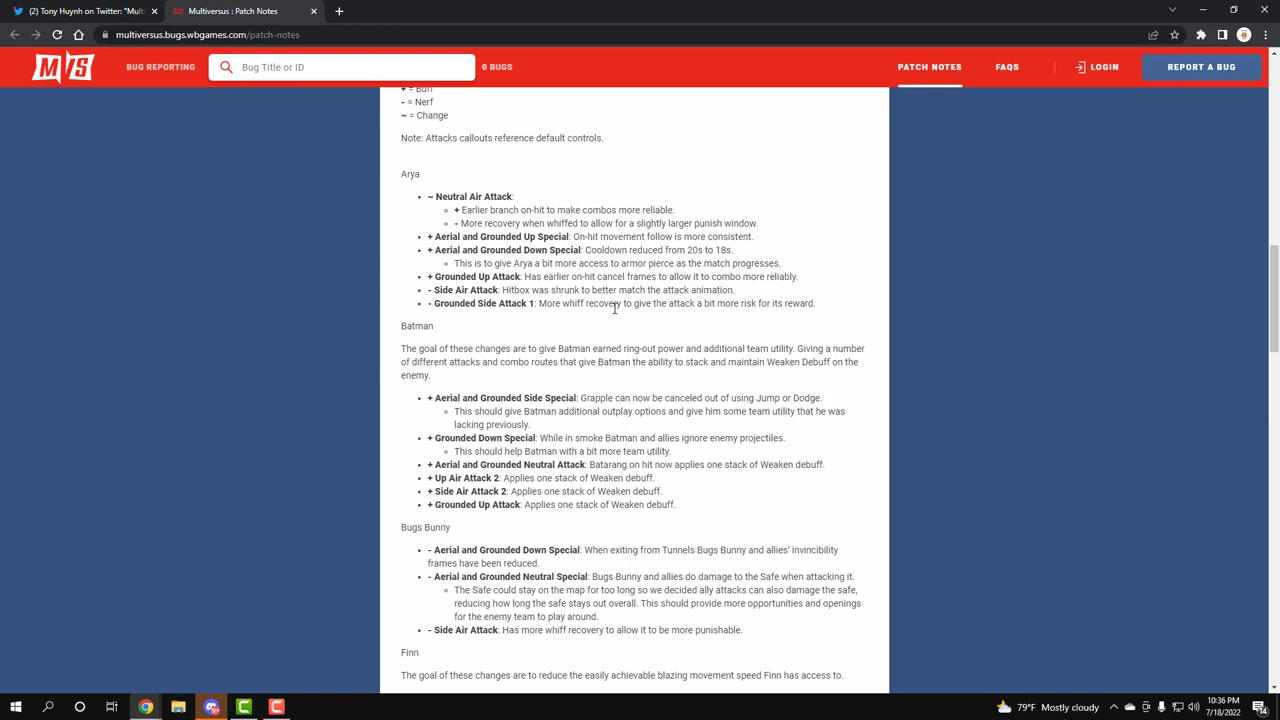 (7) Tony Huynh on Twitter: "Multi
multiversus.bugs.wbgames.com/patch-notes
M/S
BUG REPORTING
Bug Title or ID
0 BUGS
PATCH NOTES
FAQS
LOGIN
REPORT A BUG
+ = Buff
- = Nerf
~ = Change
Note: Attacks callouts reference default controls.
Arya
~ Neutral Air Attack:
+ Earlier branch on-hit to make combos more reliable.
- More recovery when whiffed to allow for a slightly larger punish window.
+ Aerial and Grounded Up Special: On-hit movement follow is more consistent.
+ Aerial and Grounded Down Special: Cooldown reduced from 20s to 18s.
This is to give Arya a bit more access to armor pierce as the match progresses.
+ Grounded Up Attack: Has earlier on-hit cancel frames to allow it to combo more reliably.
- Side Air Attack: Hitbox was shrunk to better match the attack animation.
- Grounded Side Attack 1: More whiff recovery to give the attack a bit more risk for its reward.
Batman
The goal of these changes are to give Batman earned ring-out power and additional team utility. Giving a number
of different attacks and combo routes that give Batman the ability to stack and maintain Weaken Debuff on the
enemy.
+ Aerial and Grounded Side Special: Grapple can now be canceled out of using Jump or Dodge.
This should give Batman additional outplay options and give him some team utility that he was
lacking previously.
+ Grounded Down Special: While in smoke Batman and allies ignore enemy projectiles.
This should help Batman with a bit more team utility.
+ Aerial and Grounded Neutral Attack: Batarang on hit now applies one stack of Weaken debuff.
+ Up Air Attack 2: Applies one stack of Weaken debuff.
+ Side Air Attack 2: Applies one stack of Weaken debuff.
+ Grounded Up Attack: Applies one stack of Weaken debuff.
Bugs Bunny
- Aerial and Grounded Down Special: When exiting from Tunnels Bugs Bunny and allies' invincibility
frames have been reduced.
- Aerial and Grounded Neutral Special: Bugs Bunny and allies do damage to the Safe when attacking it.
The Safe could stay on the map for too long so we decided ally attacks can also damage the safe,
reducing how long the safe stays out overall. This should provide more opportunities and openings
for the enemy team to play around.
- Side Air Attack: Has more whiff recovery to allow it to be more punishable.
Finn
The goal of these changes are to reduce the easily achievable blazing movement speed Finn has access to.
79°F Mostly cloudy
10:36 PM
7/18/2022